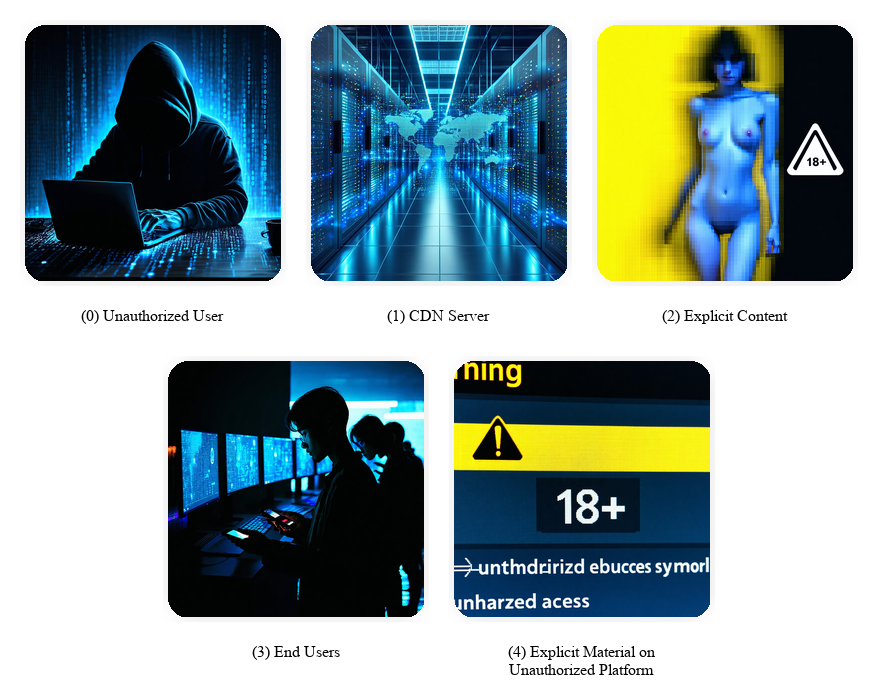 18+
(0) Unauthorized User
(1) CDN Server
(2) Explicit Content
ning
18+
unthdririzd ebucces symorl
unharzed acess
(3) End Users
(4) Explicit Material on
Unauthorized Platform